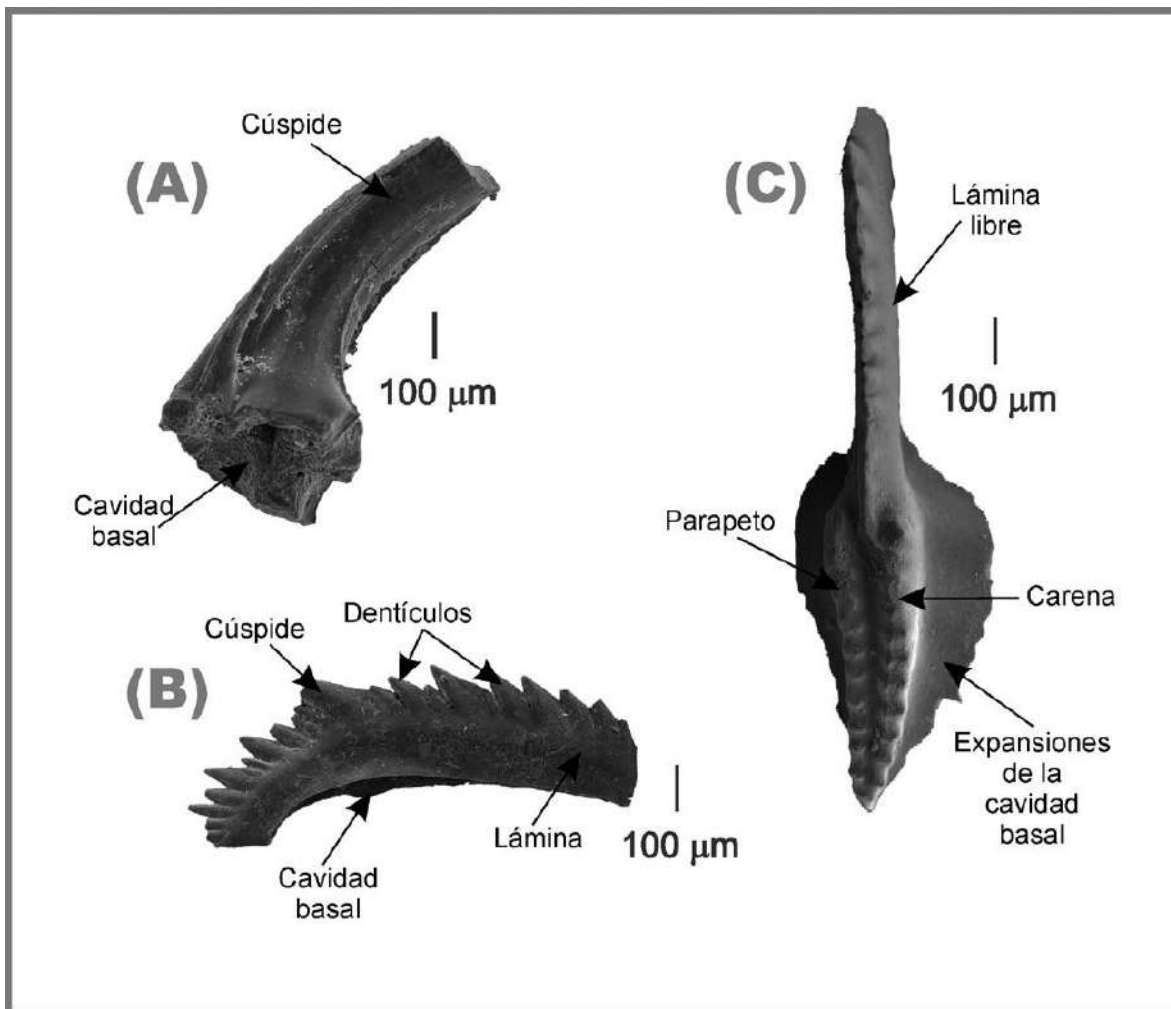 (A)
Cúspide
100 μm
Cavidad
basal
(B)
Cúspide
Dentículos
Lámina
Cavidad
basal
100 μm
(C)
Lámina
libre
100 μm
Parapeto
Carena
Expansiones
de la
cavidad
basal